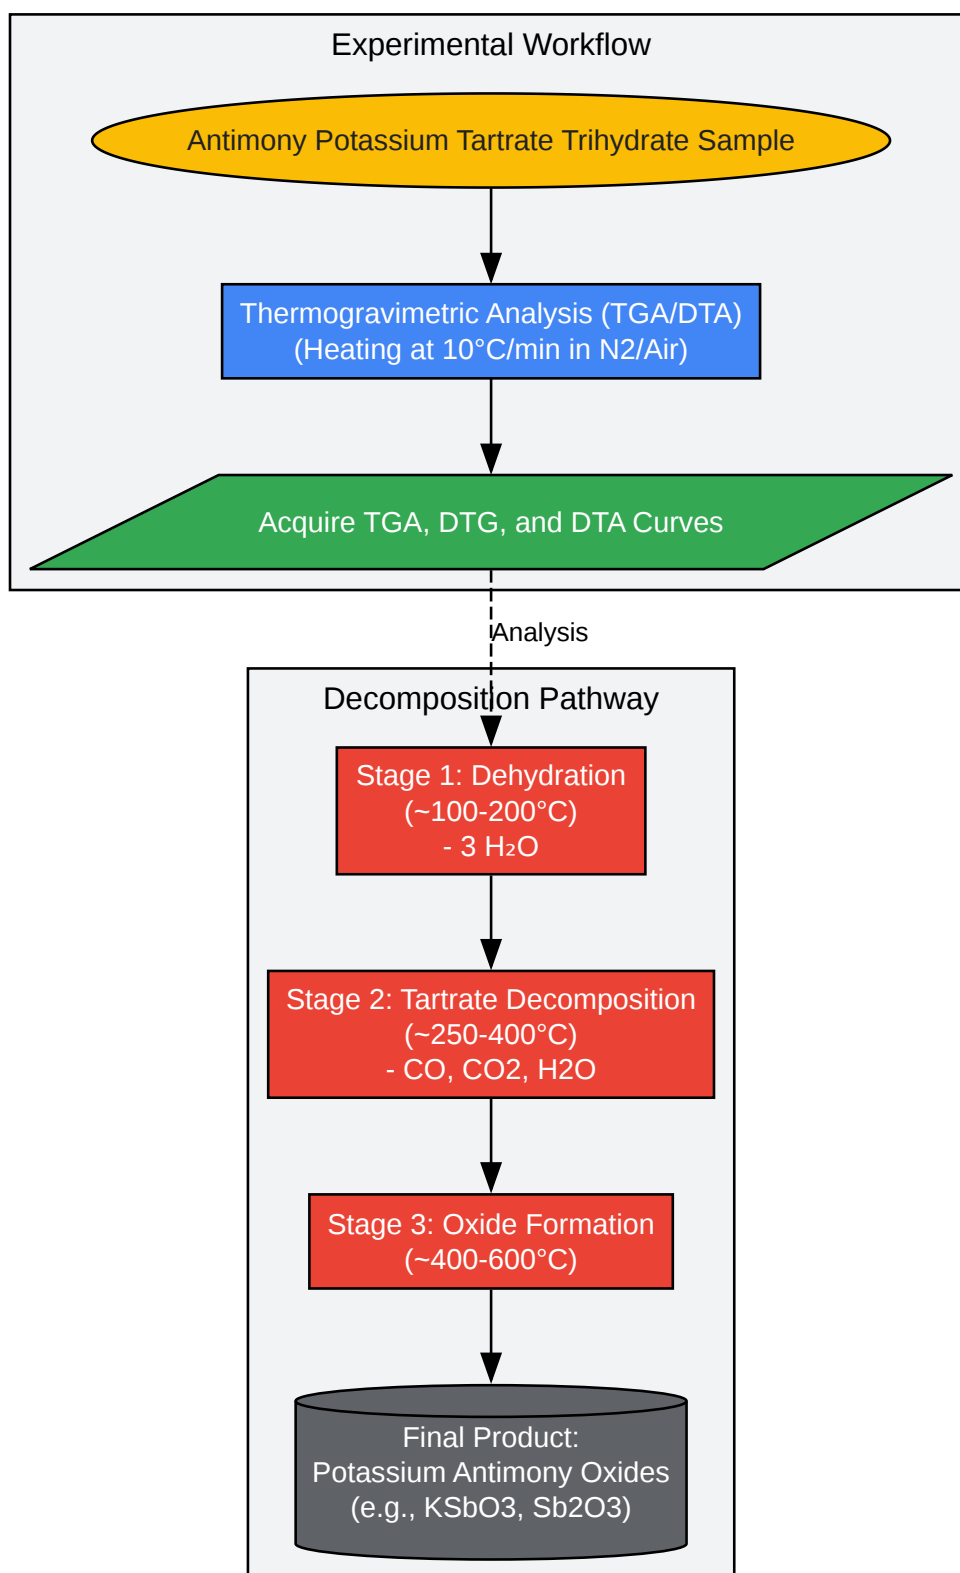 Experimental Workflow
Antimony Potassium Tartrate Trihydrate Sample
Thermogravimetric Analysis (TGA/DTA)
(Heating at 10°C/min in N2/Air)
Acquire TGA, DTG, and DTA Curves
Analysis
Decomposition Pathway
Stage 1: Dehydration
(~100-200°C)
- 3 H₂O
Stage 2: Tartrate Decomposition
(~250-400°C)
- CO, CO2, H2O
Stage 3: Oxide Formation
(~400-600°C)
Final Product:
Potassium Antimony Oxides
(e.g., KSbO3, Sb2O3)